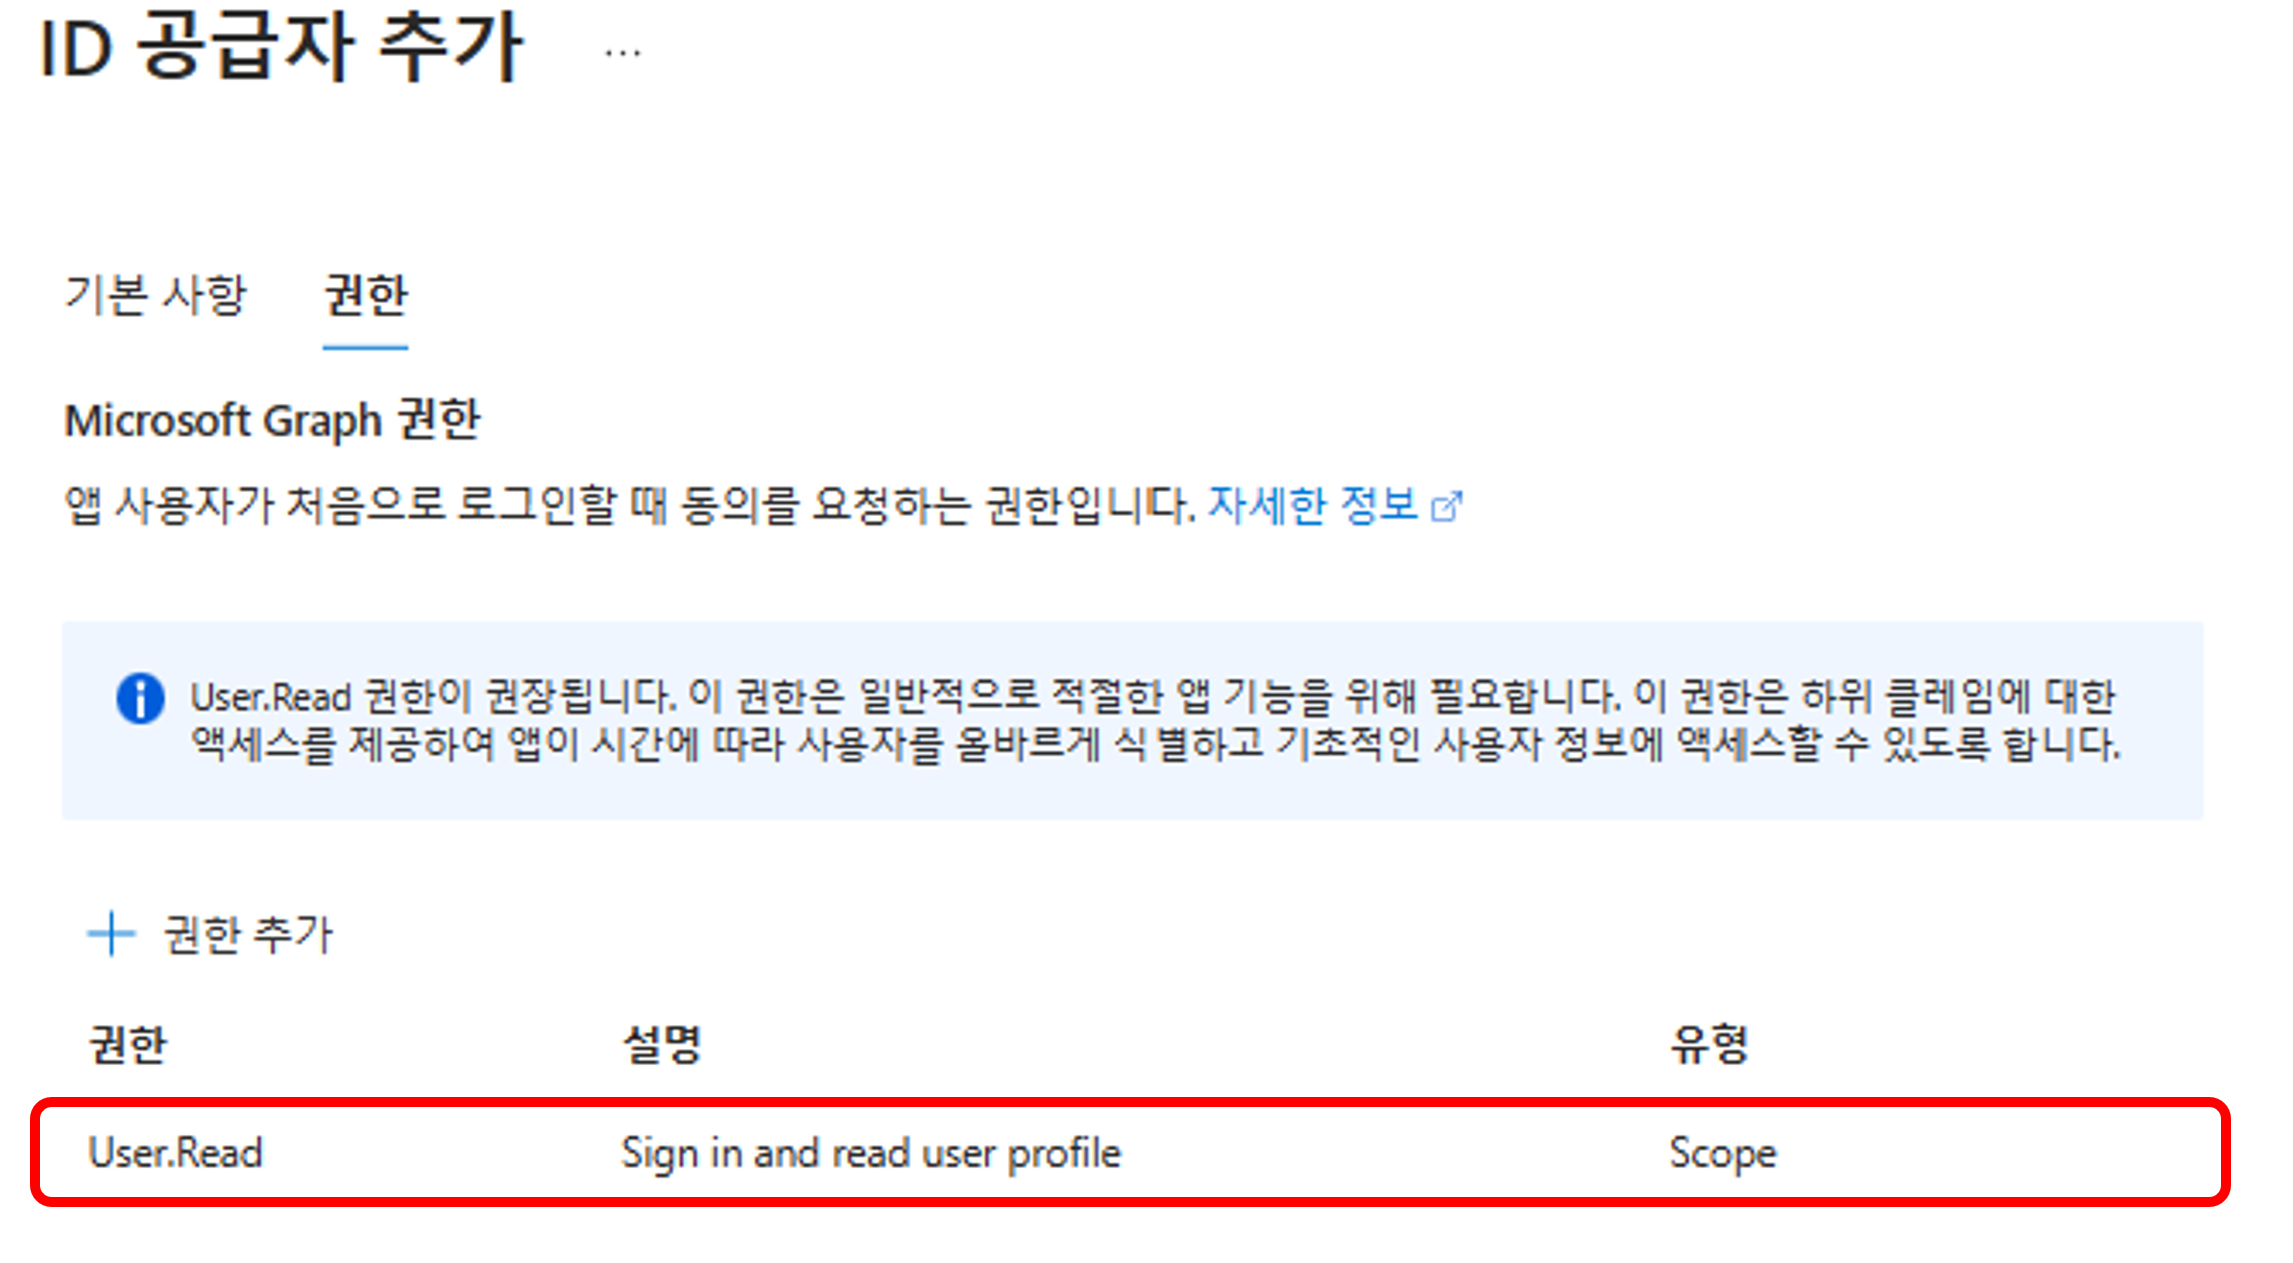 ID 공급자 추가 ...
기본 사항 권한
Microsoft Graph 권한
앱 사용자가 처음으로 로그인할 때 동의를 요청하는 권한입니다. 자세한 정보
User.Read 권한이 권장됩니다. 이 권한은 일반적으로 적절한 앱 기능을 위해 필요합니다. 이 권한은 하위 클레임에 대한
액세스를 제공하여 앱이 시간에 따라 사용자를 올바르게 식별하고 기초적인 사용자 정보에 액세스할 수 있도록 합니다.
권한 추가
권한 설명 유형
User.Read Sign in and read user profile Scope